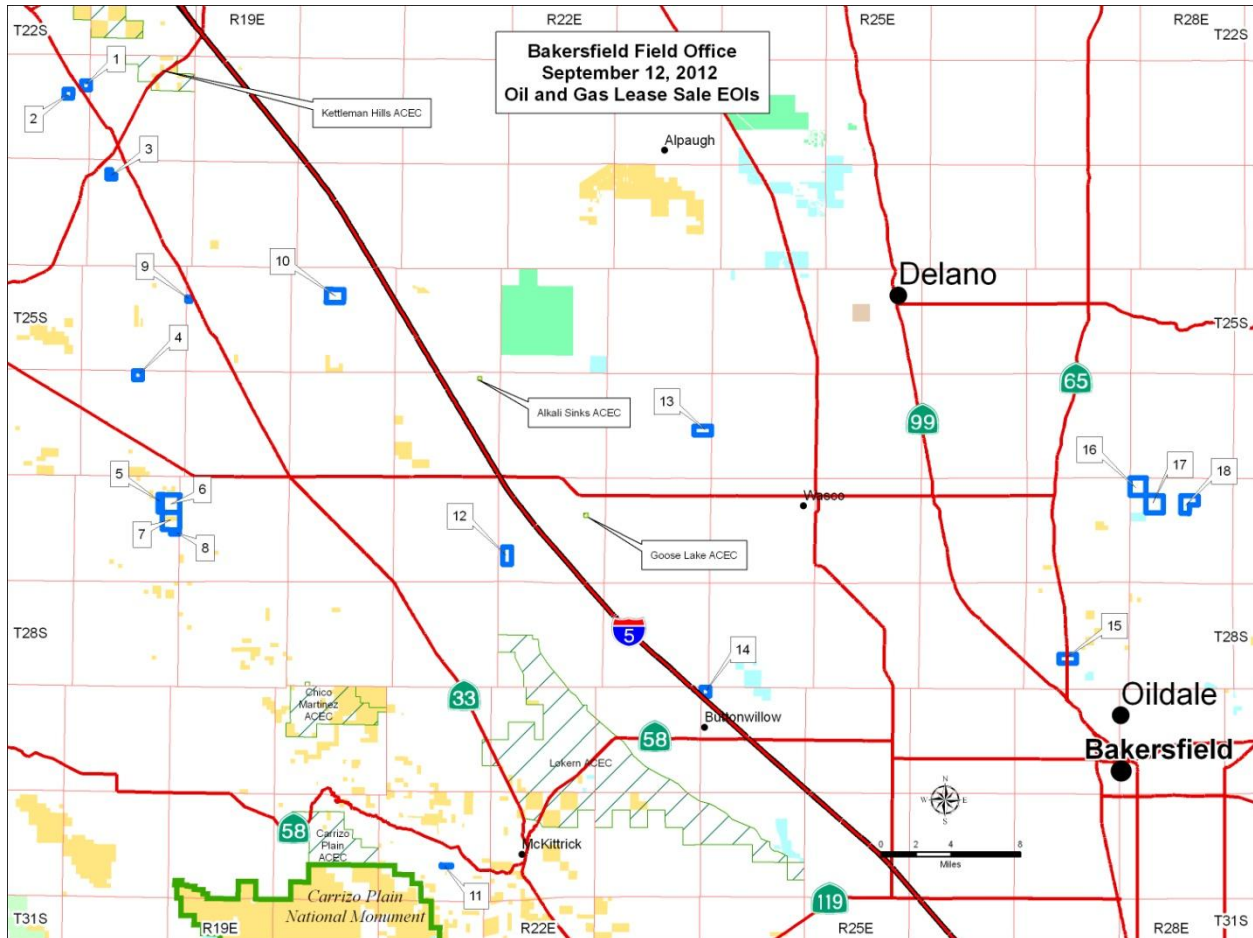 T22S
R19E
R22E
R25E
R28E
T22S
Bakersfield Field Office
September 12, 2012
Oil and Gas Lease Sale EOIs
1
2
Kettleman Hills ACEC
3
Alpaugh
9
10
Delano
T25S
T25S
4
65
Alkali Sinks ACEC
13
99
16
17
18
5
6
7
8
12
Wasco
Goose Lake ACEC
T28S
T28S
5
15
14
33
Chico
Martinez
ACEC
Oildale
Buttonwillow
58
Bakersfield
Lokern ACEC
N
W
E
S
58
Carrizo
Plain
ACEC
McKittrick
0
2
4
8
Miles
11
Carrizo Plain
National Monument
119
T31S
R19E
R22E
R25E
R28E
T31S